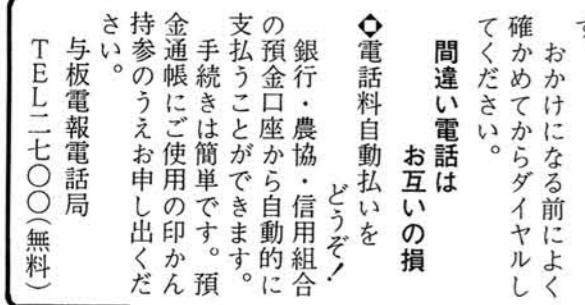 す
おかけになる前によく
確かめてからダイヤルし
てください。
間違い電話は
お互いの損
◆電話料自動払いを
どうぞ!
銀行・農協・信用組合
の預金口座から自動的に
支払うことができます。
手続きは簡単です。預
金通帳にご使用の印かん
持参のうえお申し出くだ
さい。
与板電報電話局
TEL二七〇〇(無料)